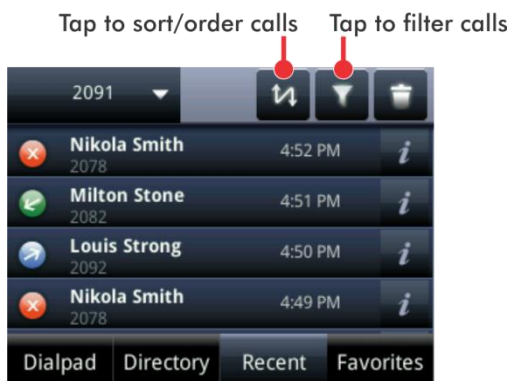 Tap to sort/order calls Tap to filter calls
2091
Nikola Smith 4:52 PM i
2078
Milton Stone 4:51 PM i
2082
Louis Strong 4:50 PM i
2092
Nikola Smith 4:49 PM i
2078
Dialpad Directory Recent Favorites